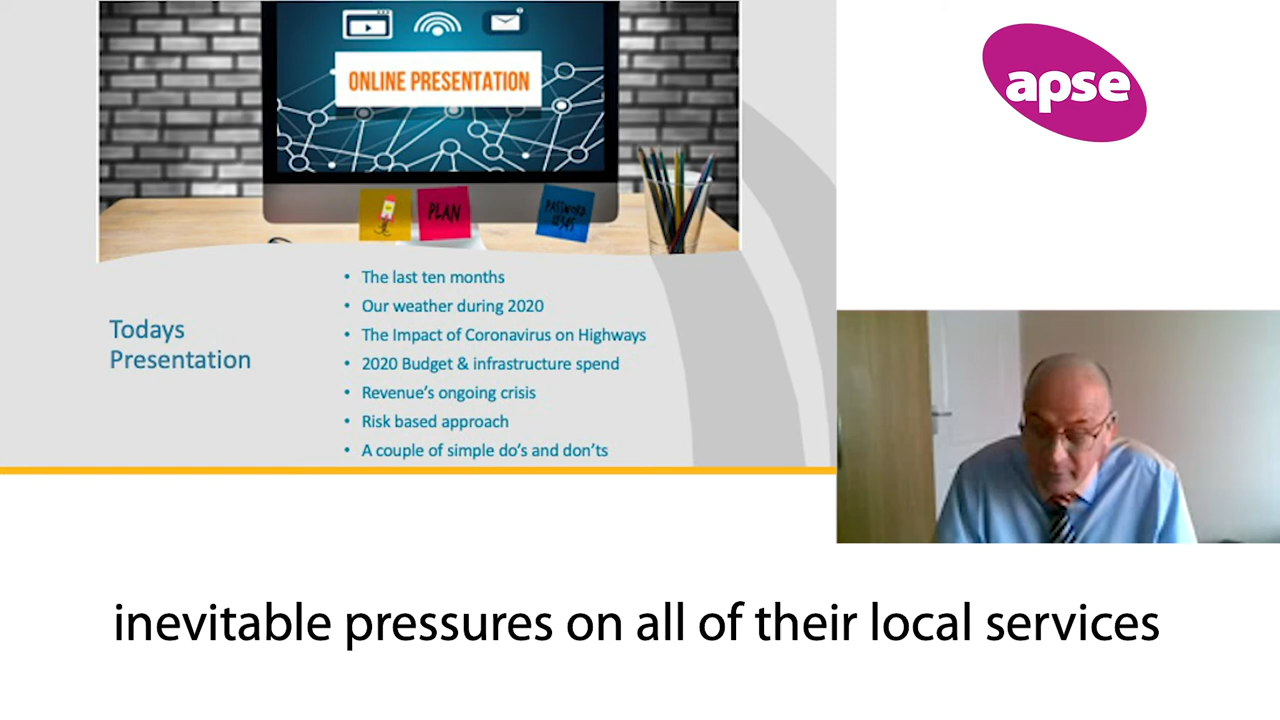 ONLINE PRESENTATION
PLAN
PASSWORD
12345
apse
Todays
Presentation
• The last ten months
• Our weather during 2020
• The Impact of Coronavirus on Highways
• 2020 Budget & infrastructure spend
• Revenue's ongoing crisis
• Risk based approach
• A couple of simple do's and don'ts
inevitable pressures on all of their local services